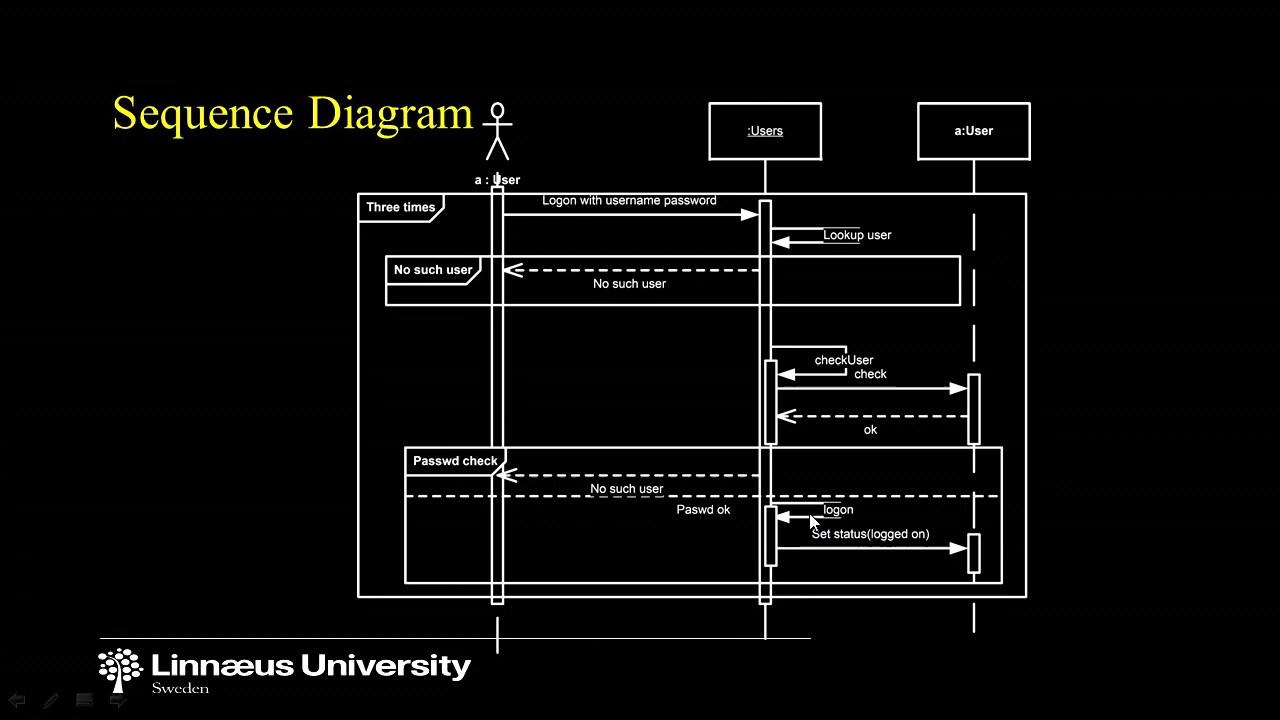 Sequence Diagram
:Users
a:User
a : User
Three times
Logon with username password
Lookup user
No such user
No such user
checkUser
check
ok
Passwd check
No such user
Paswd ok
logon
Set status(logged on)
Linnæus University
Sweden